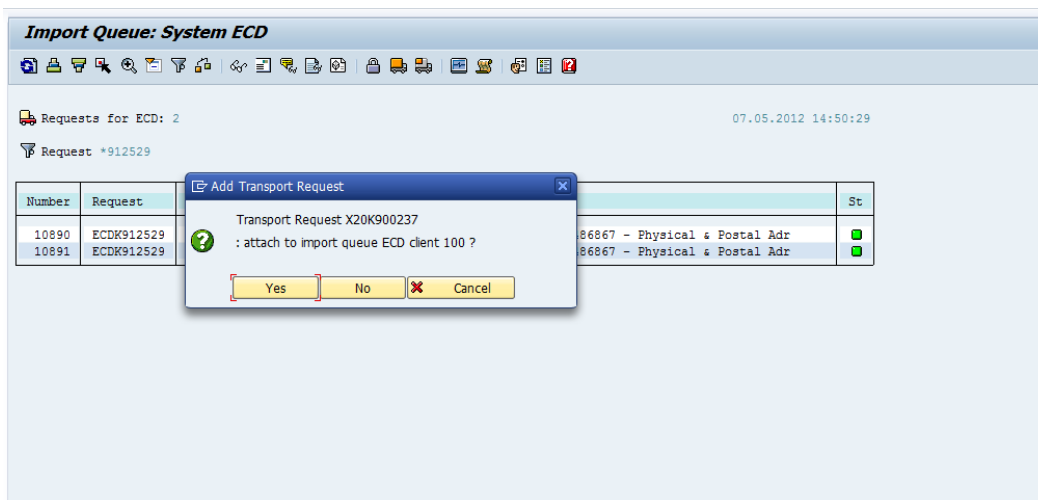 Import Queue: System ECD
Requests for ECD: 2
07.05.2012 14:50:29
Request *912529
Add Transport Request
Number Request St
Transport Request X20K900237
: attach to import queue ECD client 100 ?
10890 ECDK912529 86867 - Physical & Postal Adr
10891 ECDK912529 86867 - Physical & Postal Adr
Yes No Cancel